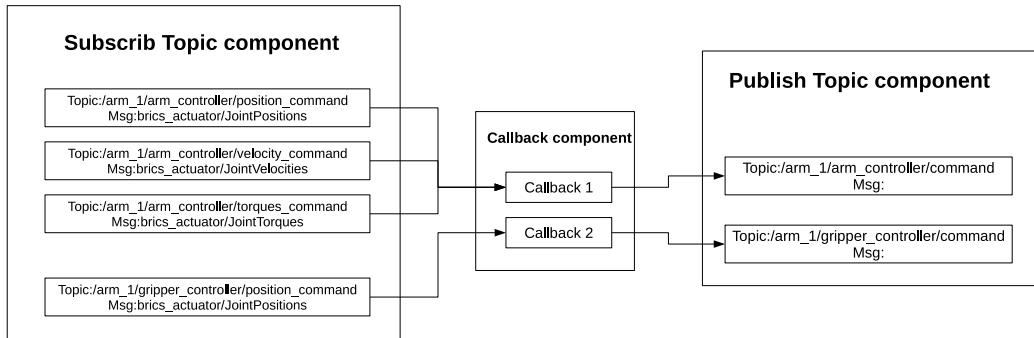 Subscrib Topic component
Topic:/arm_1/arm_controller/position_command
Msg:brics_actuator/JointPositions
Topic:/arm_1/arm_controller/velocity_command
Msg:brics_actuator/JointVelocities
Topic:/arm_1/arm_controller/torques_command
Msg:brics_actuator/JointTorques
Topic:/arm_1/gripper_controller/position_command
Msg:brics_actuator/JointPositions
Callback component
Callback 1
Callback 2
Publish Topic component
Topic:/arm_1/arm_controller/command
Msg:
Topic:/arm_1/gripper_controller/command
Msg: